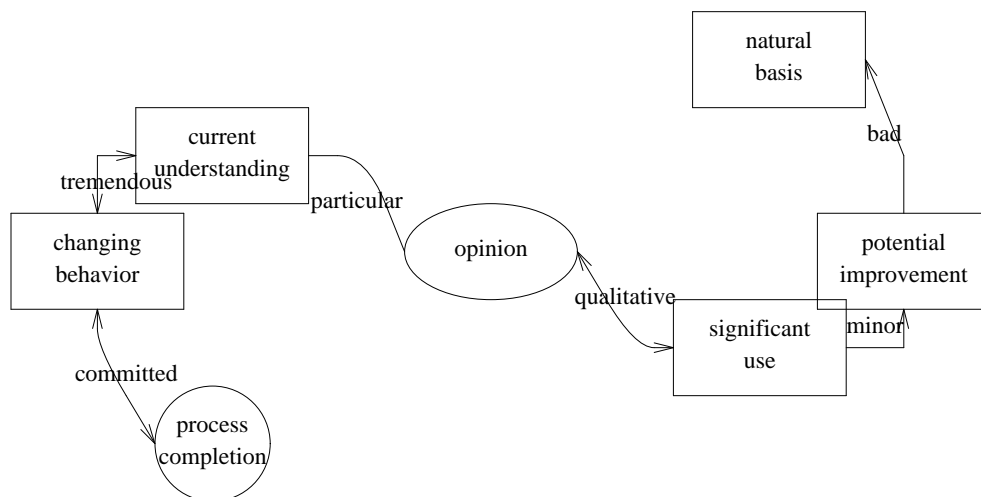 natural
basis
bad
current
understanding
tremendous
particular
changing
behavior
opinion
potential
improvement
qualitative
significant
use
minor
committed
process
completion